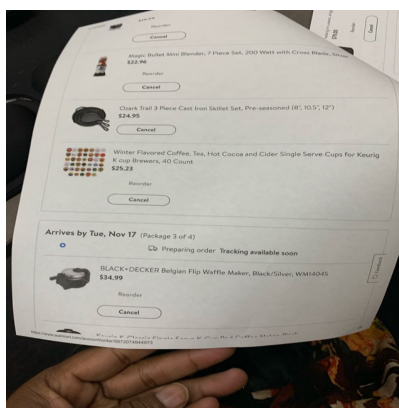 Reorder
Cancel
Magic Bullet Mini Blender, 7 Piece Set, 200 Watt with Cross Blade, Silver
$22.96
Reorder
Cancel
Ozark Trail 3 Piece Cast Iron Skillet Set, Pre-seasoned (8", 10.5", 12")
$24.95
Cancel
Winter Flavored Coffee, Tea, Hot Cocoa and Cider Single Serve Cups for Keurig
K cup Brewers, 40 Count
$25.23
Reorder
Cancel
Arrives by Tue, Nov 17 (Package 3 of 4)
Preparing order Tracking available soon
BLACK+DECKER Belgian Flip Waffle Maker, Black/Silver, WM1404S
$34.99
Reorder
Cancel
Feedback
Cancel